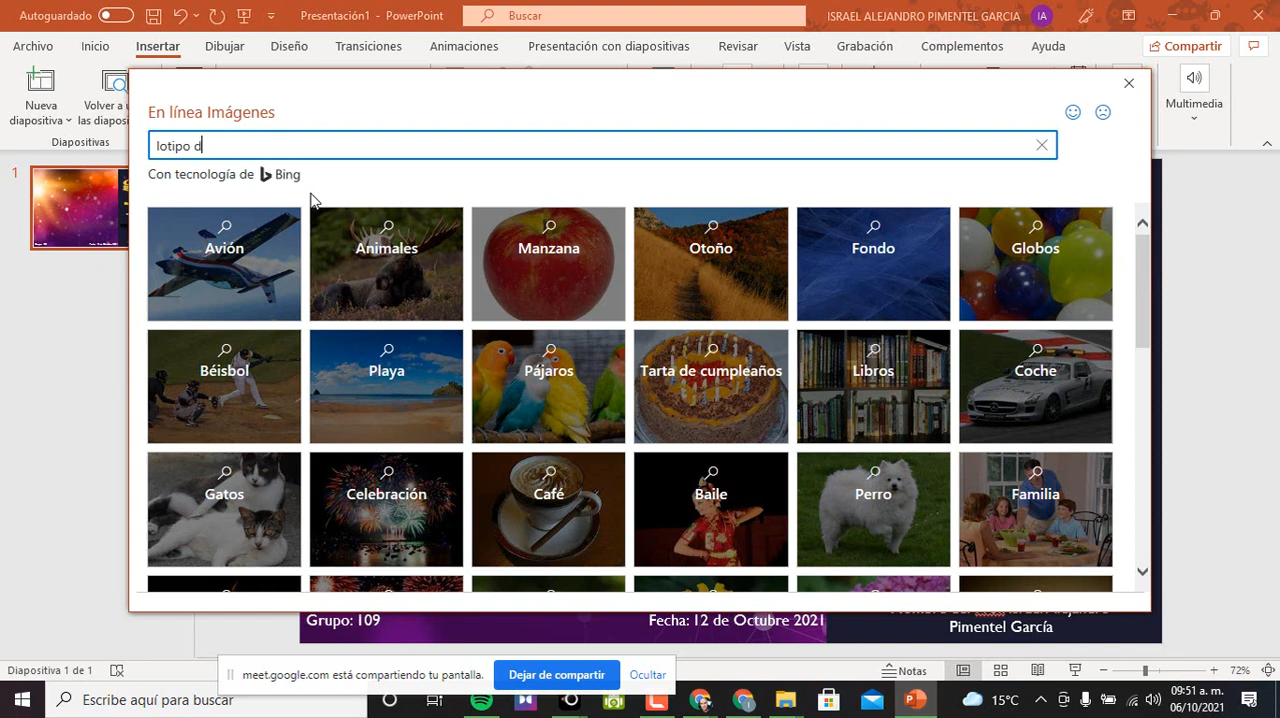 Autoguardado
Presentación1 - PowerPoint
Buscar
ISRAEL ALEJANDRO PIMENTEL GARCIA
IA
Archivo
Inicio
Insertar
Dibujar
Diseño
Transiciones
Animaciones
Presentación con diapositivas
Revisar
Vista
Grabación
Complementos
Ayuda
Compartir
Nueva
diapositiva
Volver a u
las diaposi
Diapositivas
Multimedia
En línea Imágenes
lotipo d
Con tecnología de Bing
Avión
Animales
Manzana
Otoño
Fondo
Globos
Béisbol
Playa
Pájaros
Tarta de cumpleaños
Libros
Coche
Gatos
Celebración
Café
Baile
Perro
Familia
1
Grupo: 109
Fecha: 12 de Octubre 2021
Pimentel García
Diapositiva 1 de 1
meet.google.com está compartiendo tu pantalla.
Dejar de compartir
Ocultar
Notas
72%
Escribe aquí para buscar
15°C
09:51 a. m.
06/10/2021